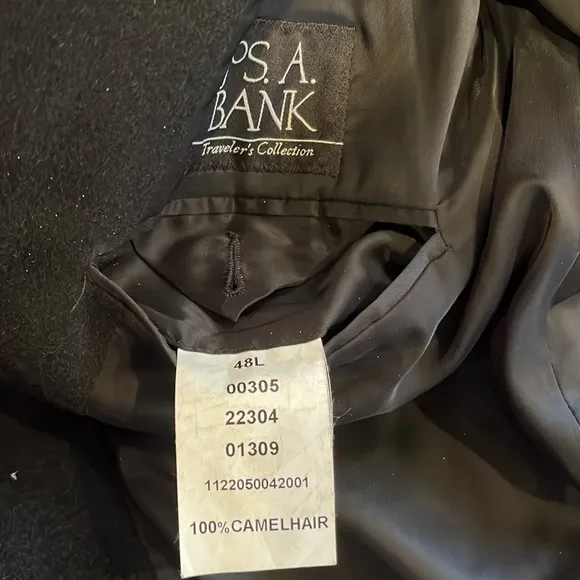 S. A.
BANK
Traveler's Collection
48L
00305
22304
01309
1122050042001
100%CAMELHAIR